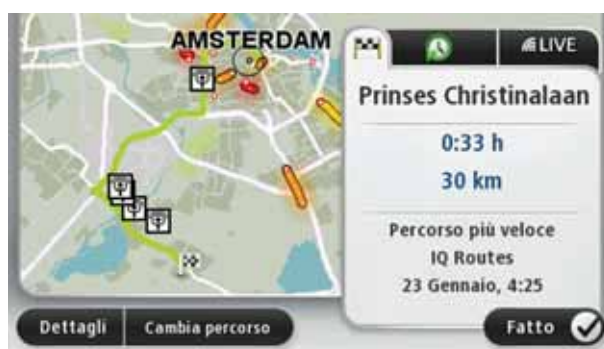 AMSTERDAM
LIVE
Prinses Christinalaan
0:33 h
30 km
Percorso più veloce
IQ Routes
23 Gennaio, 4:25
Dettagli
Cambia percorso
Fatto